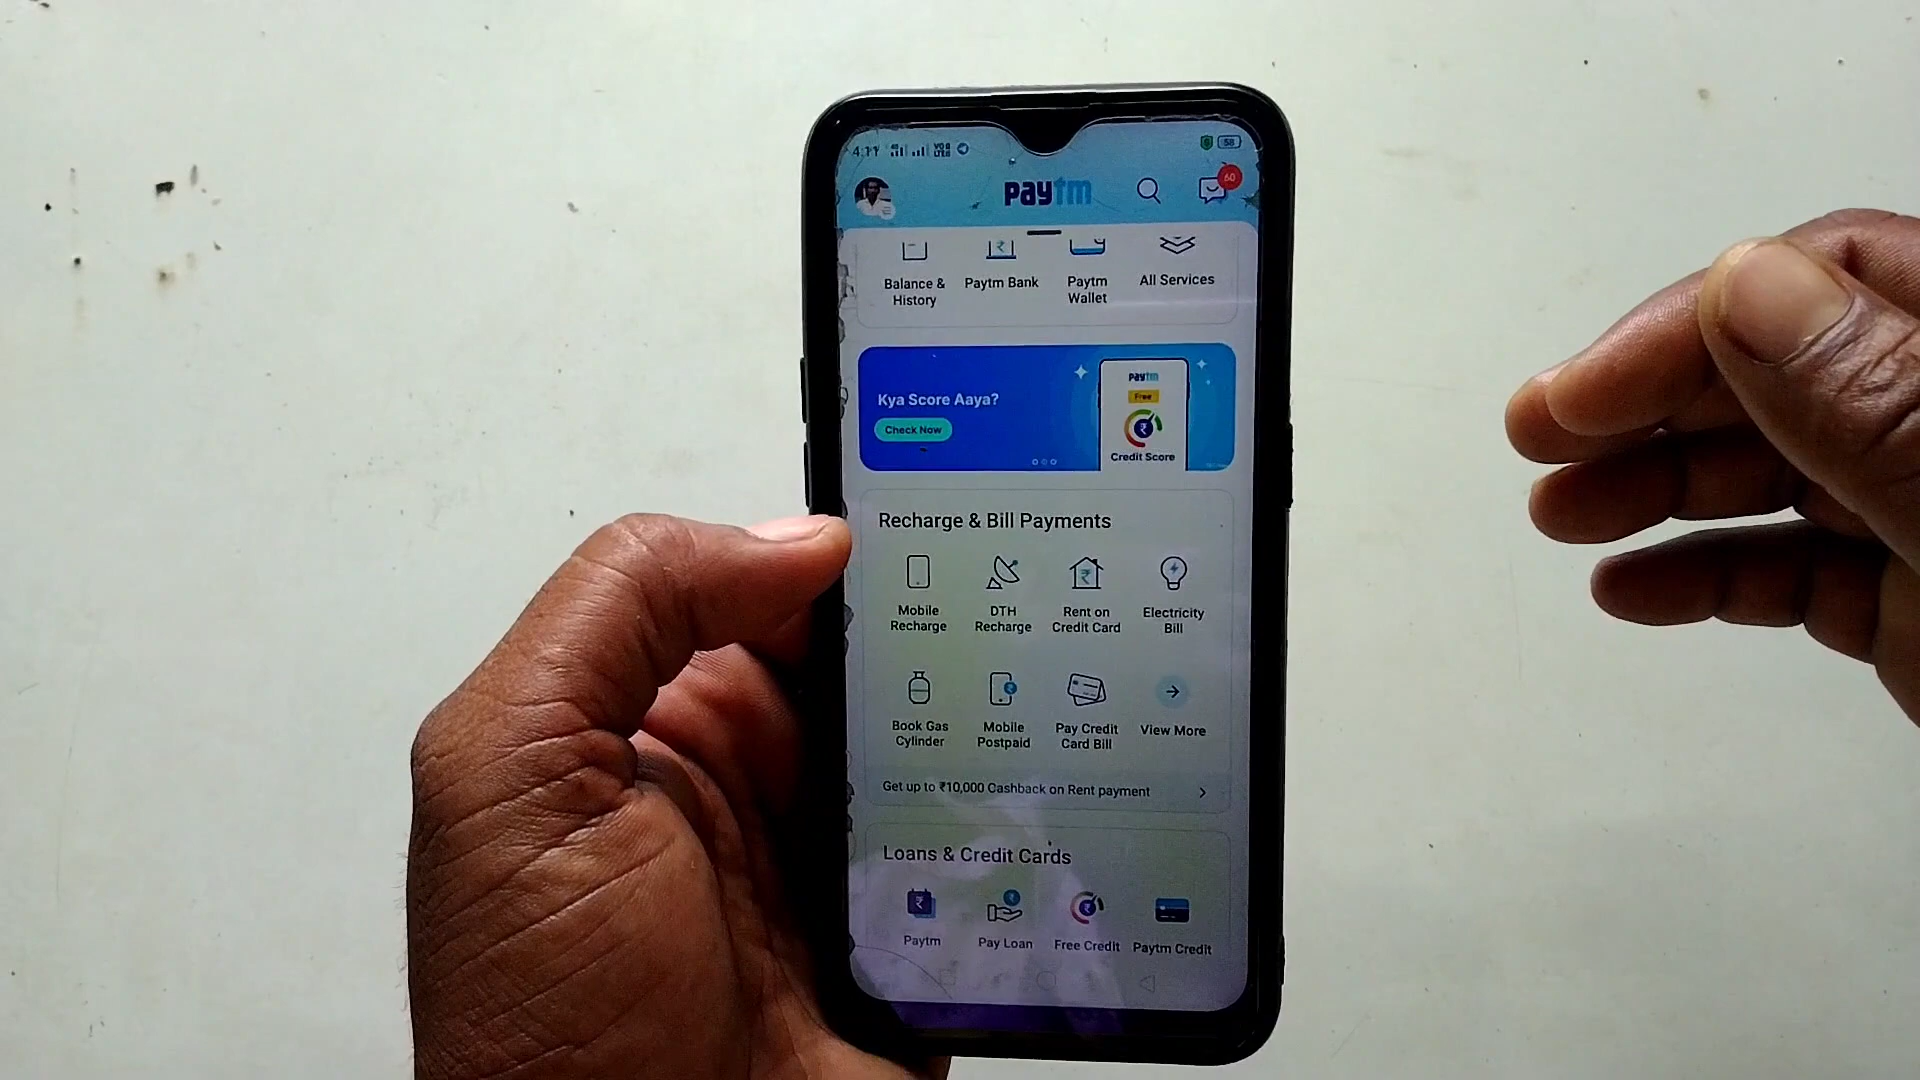 4:11
58
paytm
60
Balance & History
Paytm Bank
Paytm Wallet
All Services
Kya Score Aaya?
Check Now
paytm
Free
Credit Score
Recharge & Bill Payments
Mobile Recharge
DTH Recharge
Rent on Credit Card
Electricity Bill
Book Gas Cylinder
Mobile Postpaid
Pay Credit Card Bill
View More
Get up to ₹10,000 Cashback on Rent payment
Loans & Credit Cards
Paytm
Pay Loan
Free Credit
Paytm Credit